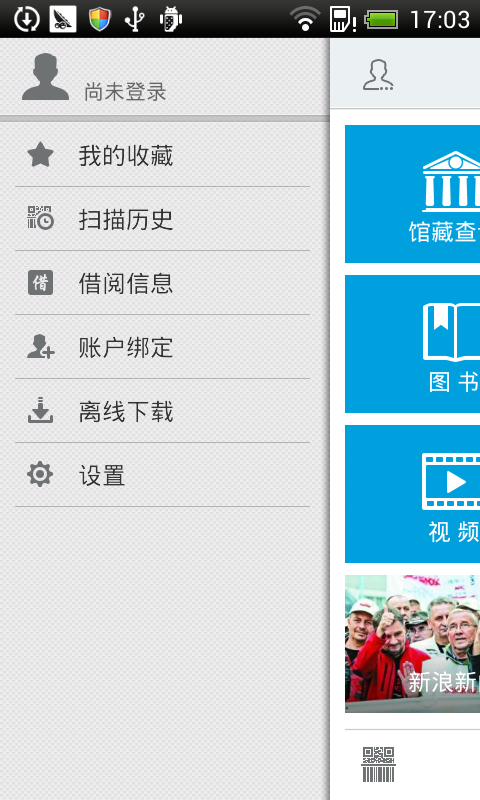 17:03
尚未登录
我的收藏
扫描历史
借 借阅信息
账户绑定
离线下载
设置
馆藏查
图 书
视 频
新浪新